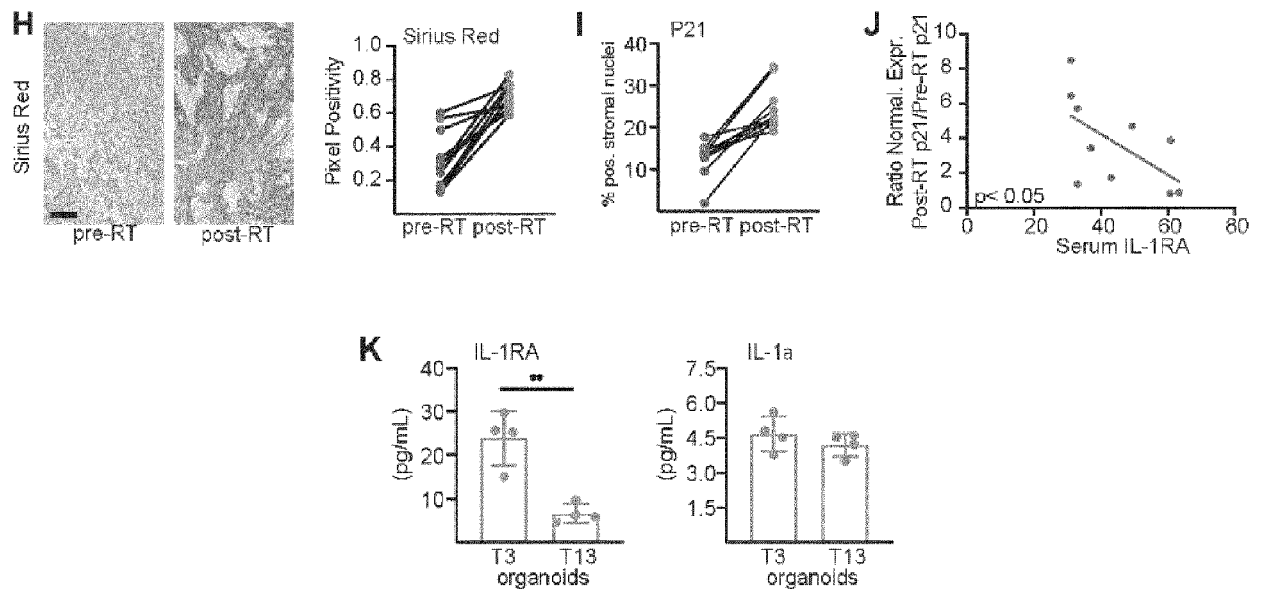 H
Sirius Red
pre-RT
post-RT
Sirius Red
Pixel Positivity
1.0
0.8
0.6
0.4
0.2
pre-RT post-RT
I
P21
% pos. stromal nuclei
40
30
20
10
pre-RT post-RT
J
Ratio Normal. Expr.
Post-RT p21/Pre-RT p21
10
8
6
4
2
0
p< 0.05
0 20 40 60 80
Serum IL-1RA
K
IL-1RA
**
(pg/mL)
40
30
20
10
T3 T13
organoids
IL-1a
(pg/mL)
7.5
6.0
4.5
3.0
1.5
T3 T13
organoids